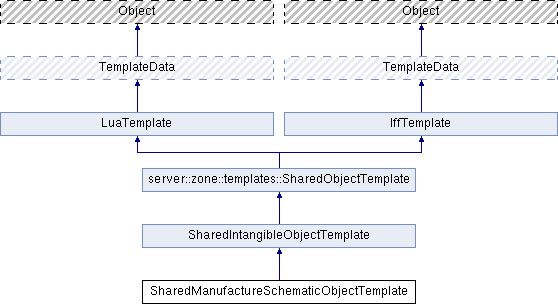 Object Object
TemplateData TemplateData
LuaTemplate IffTemplate
server::zone::templates::SharedObjectTemplate
SharedIntangibleObjectTemplate
SharedManufactureSchematicObjectTemplate